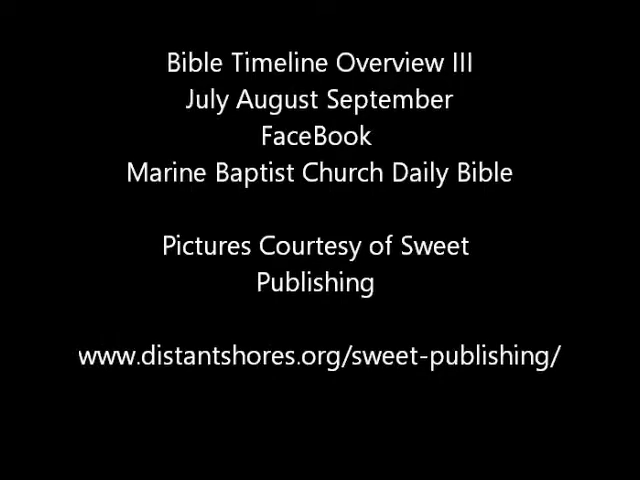 Bible Timeline Overview III
July August September
FaceBook
Marine Baptist Church Daily Bible
Pictures Courtesy of Sweet
Publishing
www.distantshores.org/sweet-publishing/